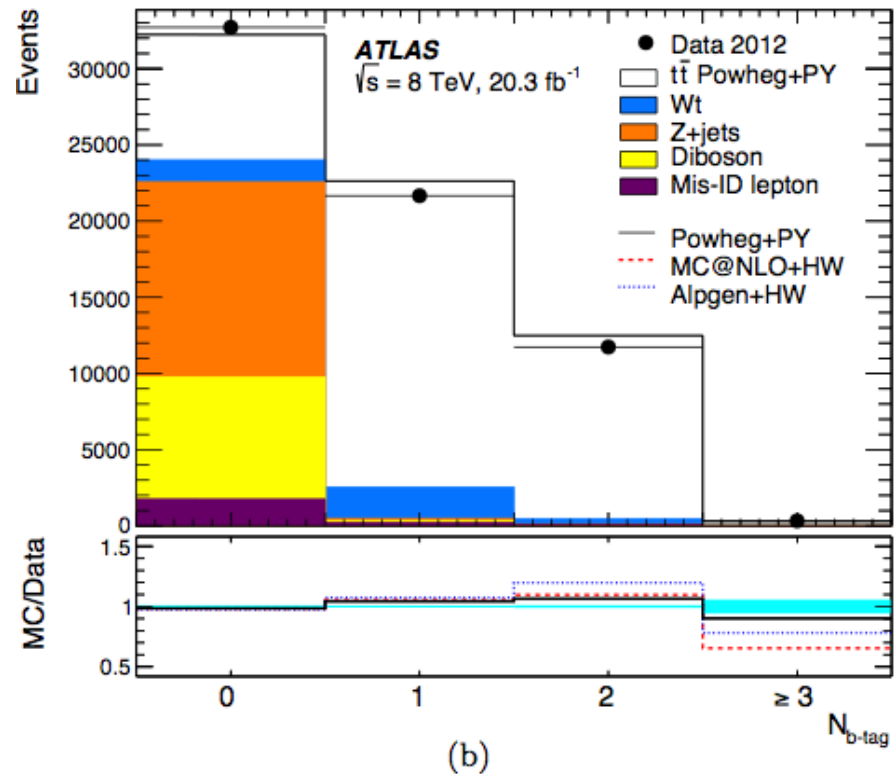 Events
30000
25000
20000
15000
10000
5000
0
ATLAS
√s = 8 TeV, 20.3 fb⁻¹
Data 2012
tt̄ Powheg+PY
Wt
Z+jets
Diboson
Mis-ID lepton
Powheg+PY
MC@NLO+HW
Alpgen+HW
MC/Data
1.5
1
0.5
0 1 2 ≥ 3
N_b-tag
(b)